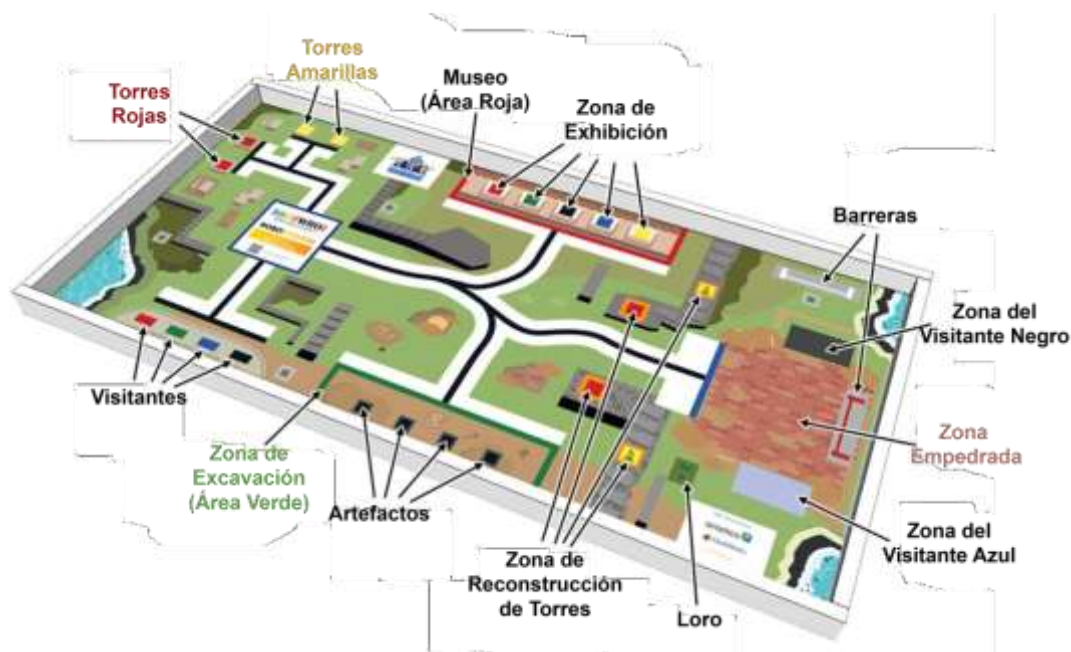 Torres
Amarillas
Torres
Rojas
Museo
(Área Roja)
Zona de
Exhibición
Barreras
Zona del
Visitante Negro
Visitantes
Zona de
Excavación
(Área Verde)
Artefactos
Zona de
Reconstrucción
de Torres
Loro
Zona
Empedrada
Zona del
Visitante Azul